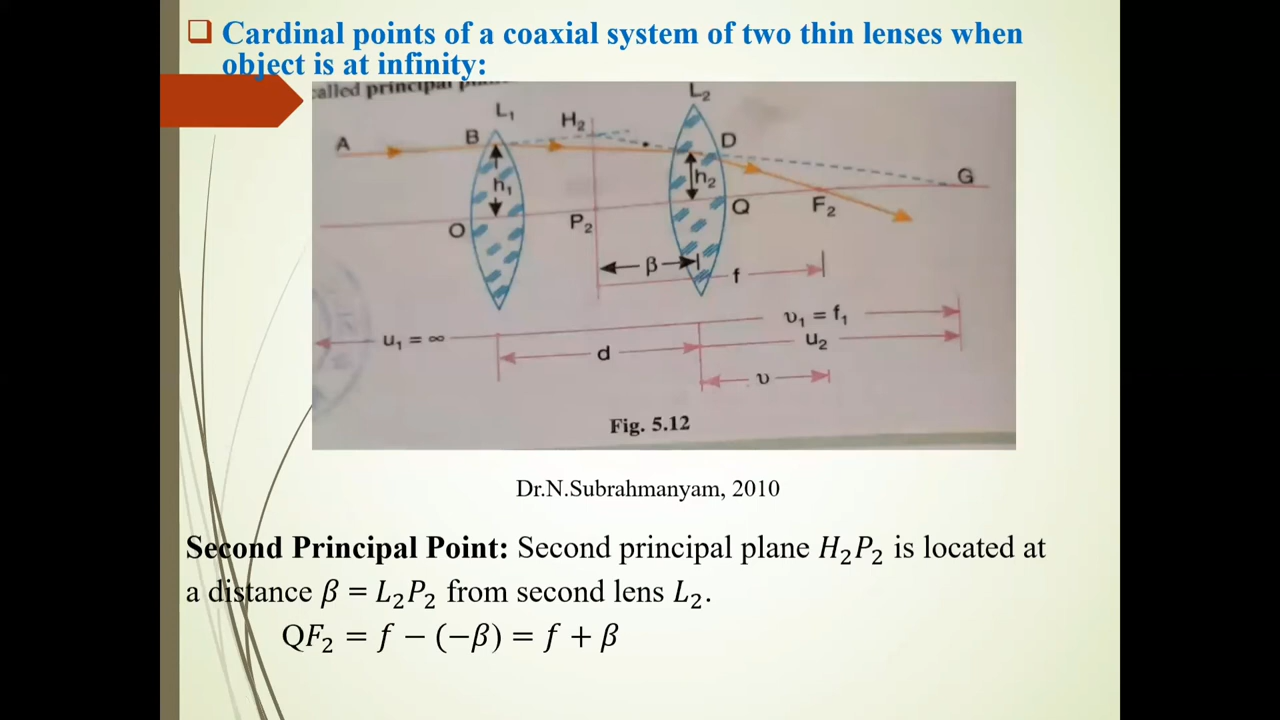 ❑ Cardinal points of a coaxial system of two thin lenses when
object is at infinity:
called principal
L₁
H₂
L₂
A
B
D
h₁
h₂
G
O
P₂
Q
F₂
β
f
υ₁ = f₁
u₁ = ∞
u₂
d
υ
Fig. 5.12
Dr.N.Subrahmanyam, 2010
Second Principal Point: Second principal plane H₂P₂ is located at
a distance β = L₂P₂ from second lens L₂.
QF₂ = f − (−β) = f + β